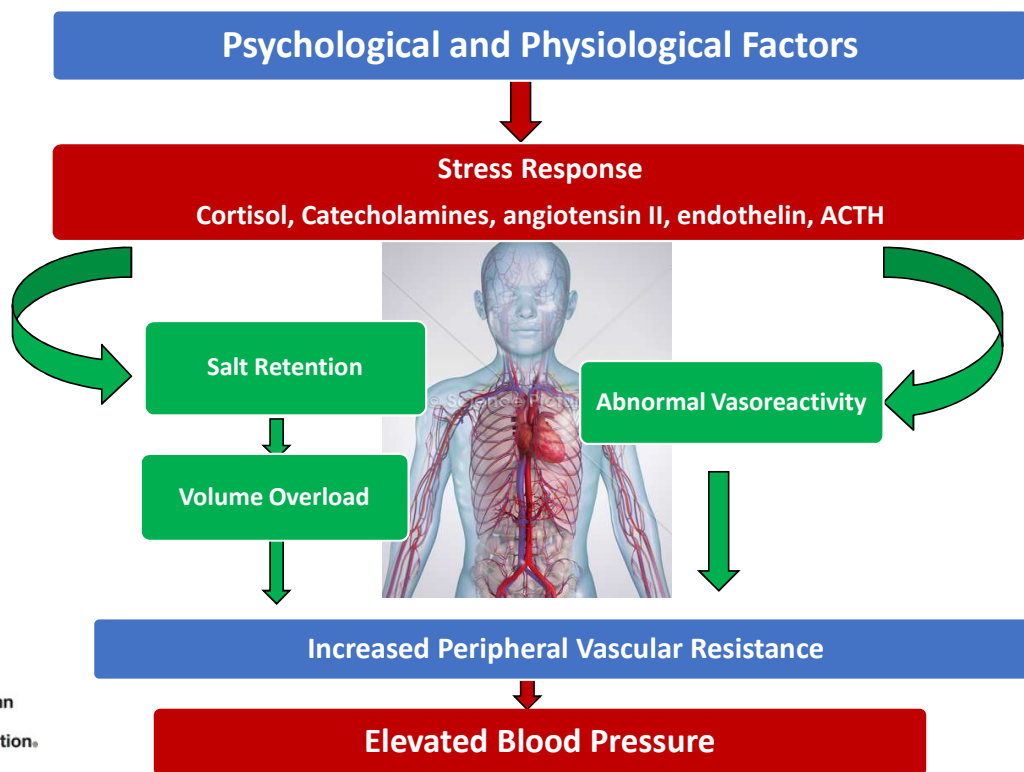 Psychological and Physiological Factors
Stress Response
Cortisol, Catecholamines, angiotensin II, endothelin, ACTH
Salt Retention
Abnormal Vasoreactivity
Volume Overload
Increased Peripheral Vascular Resistance
Elevated Blood Pressure